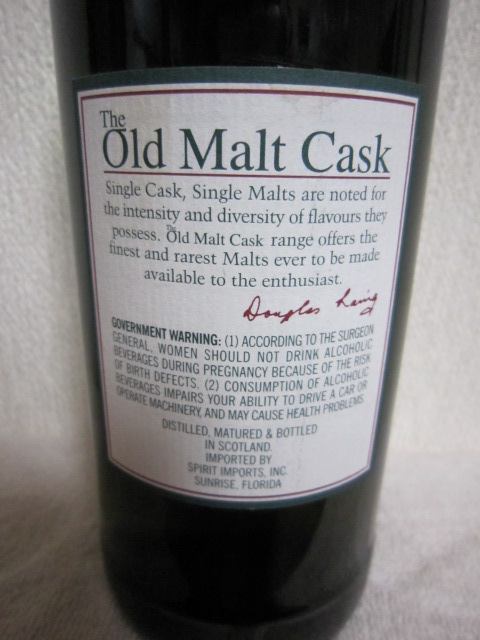 The
Old Malt Cask
Single Cask, Single Malts are noted for
the intensity and diversity of flavours they
possess. The Old Malt Cask range offers the
finest and rarest Malts ever to be made
available to the enthusiast.
Douglas Laing
GOVERNMENT WARNING: (1) ACCORDING TO THE SURGEON
GENERAL, WOMEN SHOULD NOT DRINK ALCOHOLIC
BEVERAGES DURING PREGNANCY BECAUSE OF THE RISK
OF BIRTH DEFECTS. (2) CONSUMPTION OF ALCOHOLIC
BEVERAGES IMPAIRS YOUR ABILITY TO DRIVE A CAR OR
OPERATE MACHINERY, AND MAY CAUSE HEALTH PROBLEMS.
DISTILLED, MATURED & BOTTLED
IN SCOTLAND.
IMPORTED BY
SPIRIT IMPORTS, INC.
SUNRISE, FLORIDA